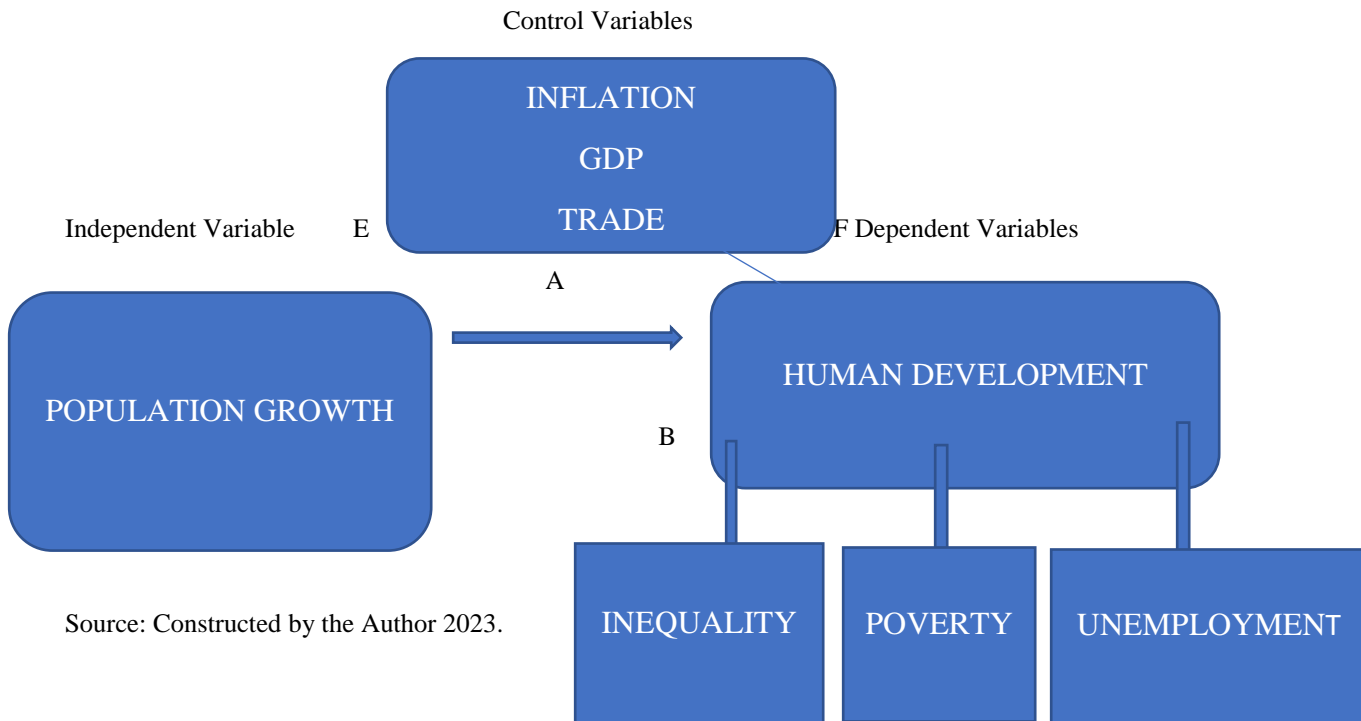 Control Variables
INFLATION
GDP
TRADE
Independent Variable E
F Dependent Variables
A
POPULATION GROWTH
HUMAN DEVELOPMENT
B
INEQUALITY
POVERTY
UNEMPLOYMENT
Source: Constructed by the Author 2023.